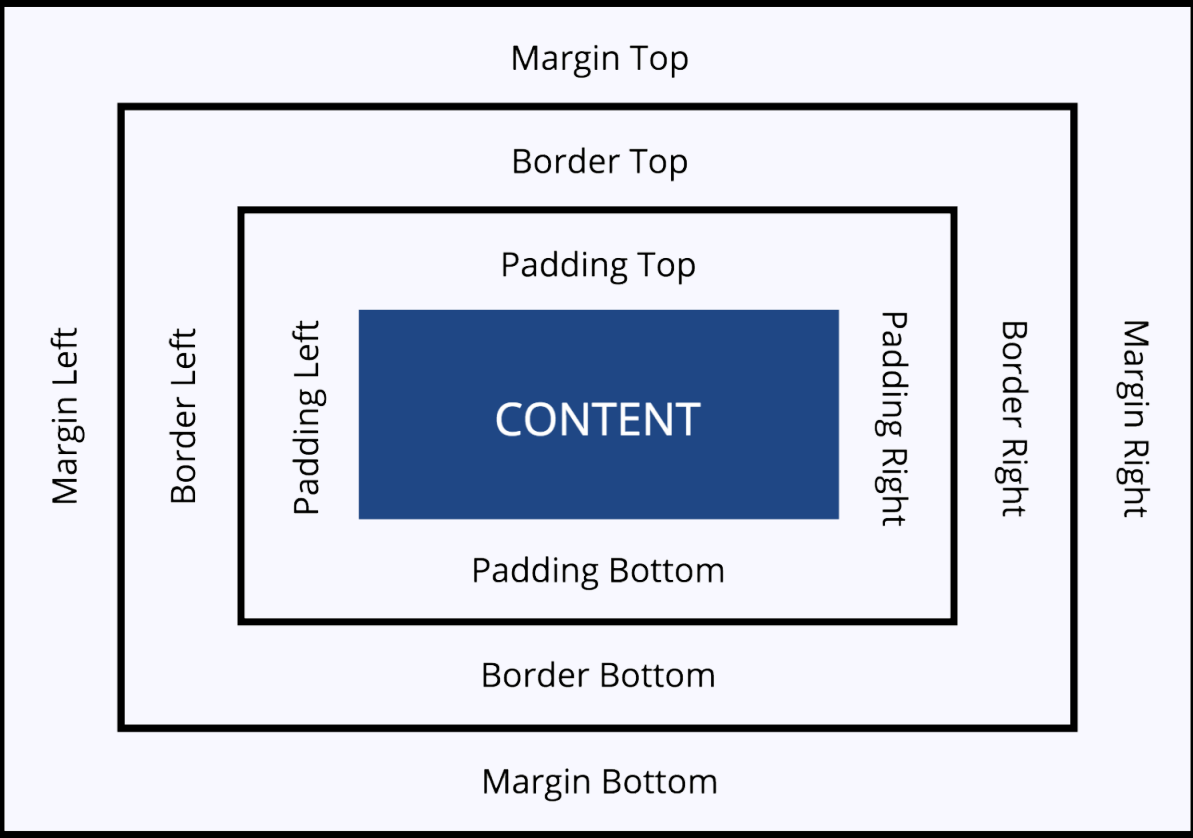 Margin Top
Border Top
Padding Top
Margin Left
Border Left
Padding Left
CONTENT
Padding Right
Border Right
Margin Right
Padding Bottom
Border Bottom
Margin Bottom